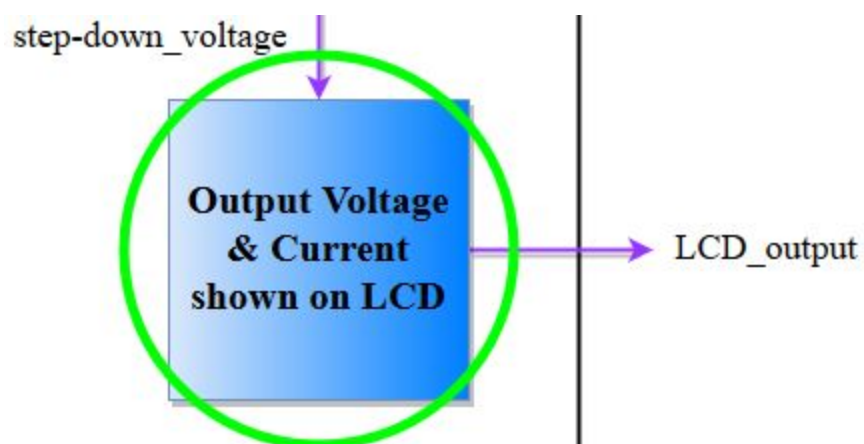 step-down_voltage
Output Voltage
& Current
shown on LCD
LCD_output